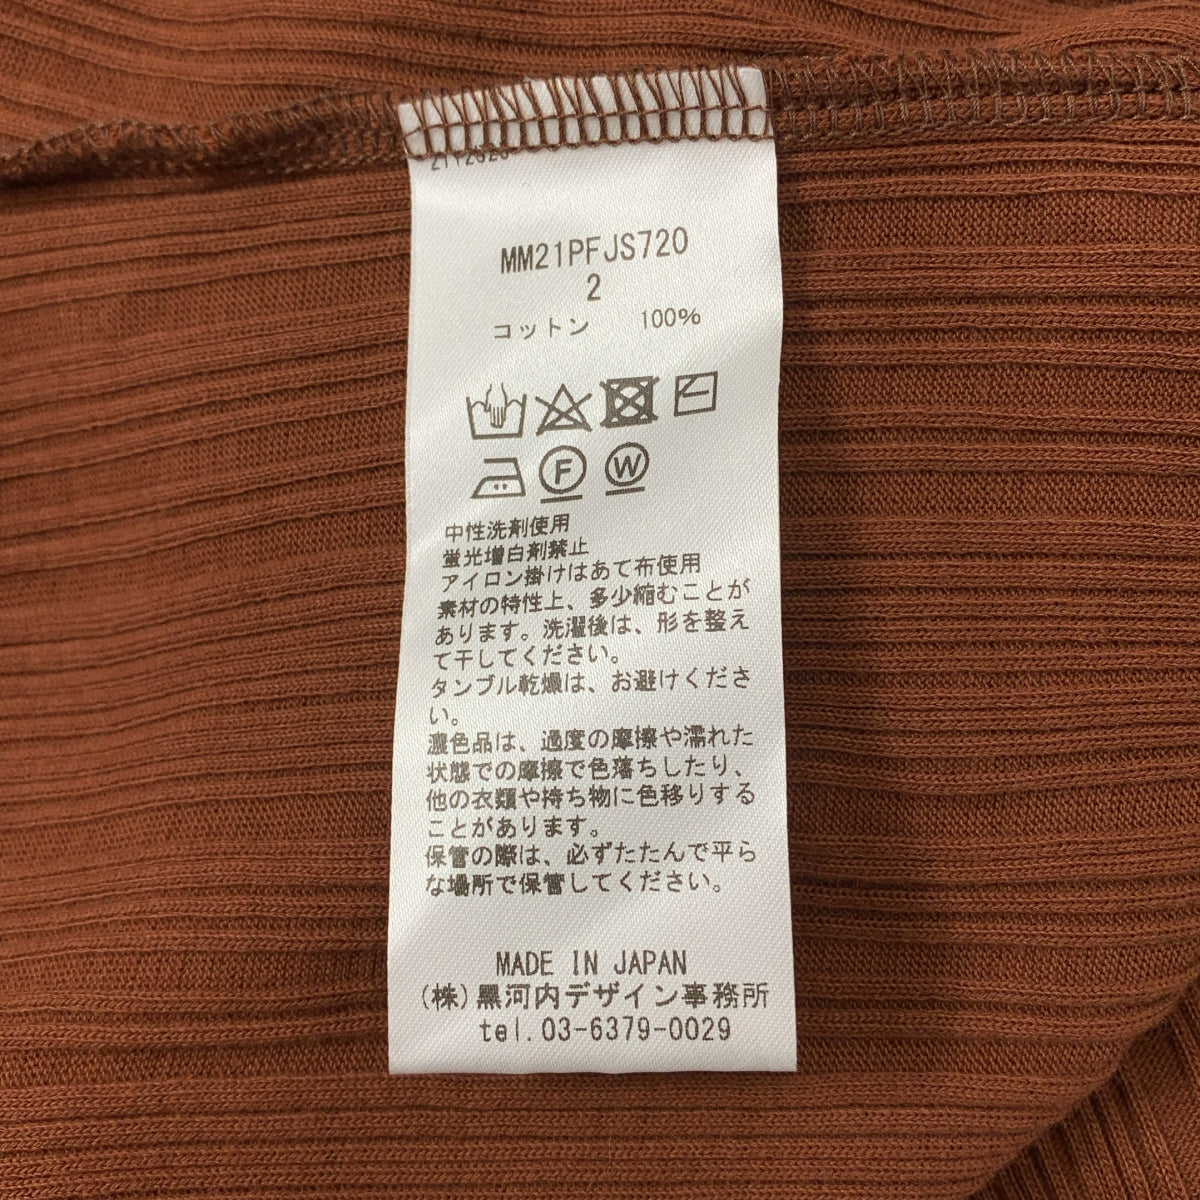 MM21PFJS720
2
コットン 100%
F W
中性洗剤使用
蛍光増白剤禁止
アイロン掛けはあて布使用
素材の特性上、多少縮むことが
あります。洗濯後は、形を整え
て干してください。
タンブル乾燥は、お避けくださ
い。
濃色品は、過度の摩擦や濡れた
状態での摩擦で色落ちしたり、
他の衣類や持ち物に色移りする
ことがあります。
保管の際は、必ずたたんで平ら
な場所で保管してください。
MADE IN JAPAN
(株)黒河内デザイン事務所
tel.03-6379-0029